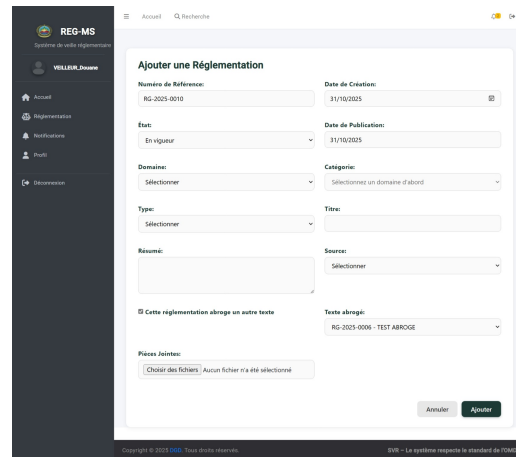 REG-MS
Système de veille réglementaire
VEILLEUR_Douane
Accueil
Réglementation
Notifications
Profil
Déconnexion
Accueil
Recherche
Ajouter une Réglementation
Numéro de Référence:
Date de Création:
RG-2025-0010
31/10/2025
État:
Date de Publication:
En vigueur
31/10/2025
Domaine:
Catégorie:
Sélectionner
Sélectionnez un domaine d'abord
Type:
Titre:
Sélectionner
Résumé:
Source:
Sélectionner
Cette réglementation abroge un autre texte
Texte abrogé:
RG-2025-0006 - TEST ABROGE
Pièces Jointes:
Choisir des fichiers Aucun fichier n'a été sélectionné
Annuler
Ajouter
Copyright © 2025 DGD. Tous droits réservés.
SVR – Le système respecte le standard de l'OMD